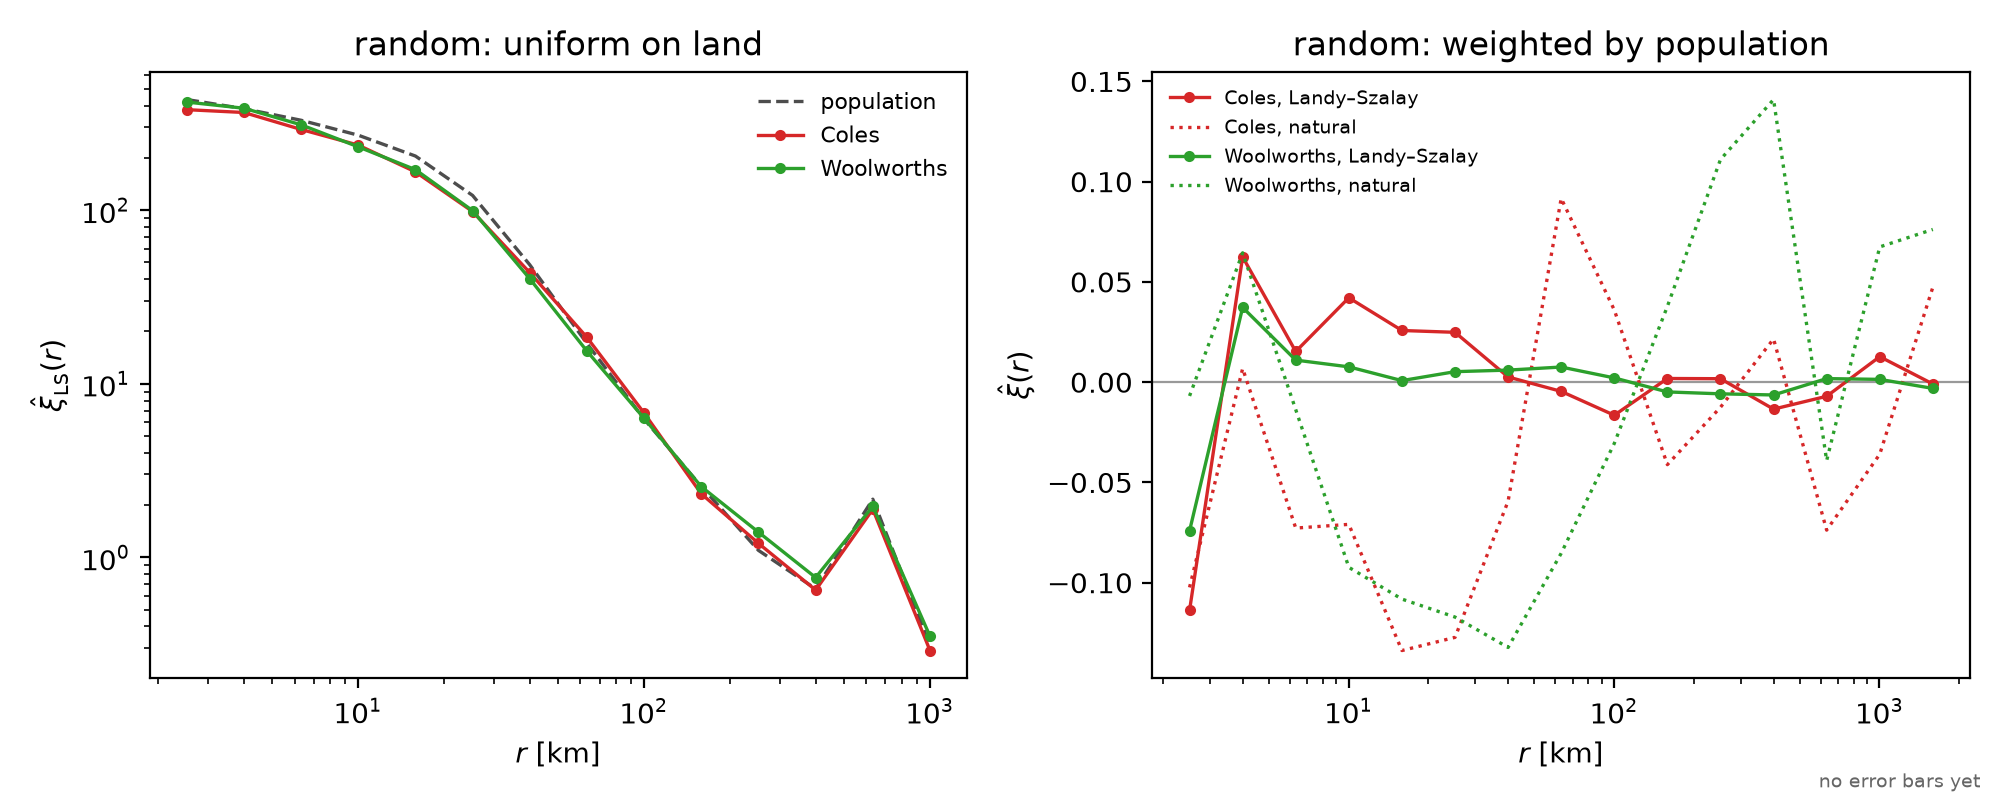 random: uniform on land
population
Coles
Woolworths
10²
10¹
10⁰
ξ̂_LS(r)
10¹
10²
10³
r [km]
random: weighted by population
Coles, Landy–Szalay
Coles, natural
Woolworths, Landy–Szalay
Woolworths, natural
0.15
0.10
0.05
0.00
−0.05
−0.10
ξ̂(r)
10¹
10²
10³
r [km]
no error bars yet